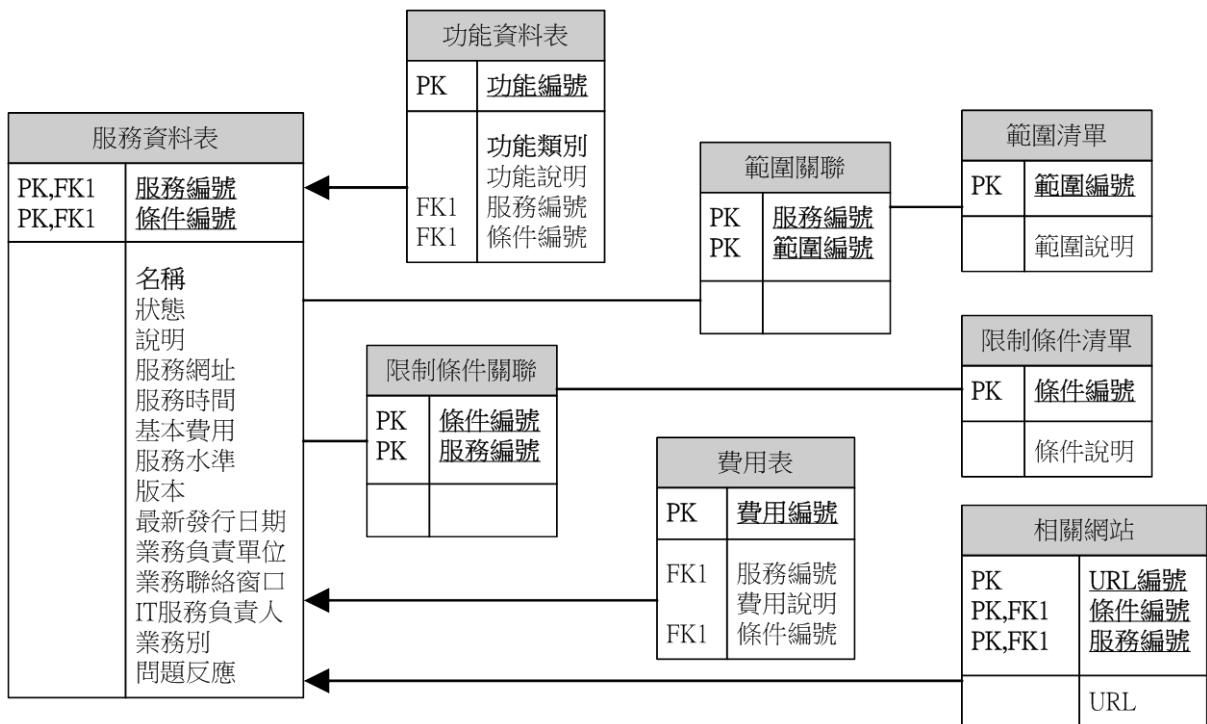 功能資料表
PK 功能編號
功能類別
功能說明
FK1 服務編號
FK1 條件編號
服務資料表
PK,FK1 服務編號
PK,FK1 條件編號
名稱
狀態
說明
服務網址
服務時間
基本費用
服務水準
版本
最新發行日期
業務負責單位
業務聯絡窗口
IT服務負責人
業務別
問題反應
範圍關聯
PK 服務編號
PK 範圍編號
範圍清單
PK 範圍編號
範圍說明
限制條件關聯
PK 條件編號
PK 服務編號
限制條件清單
PK 條件編號
條件說明
費用表
PK 費用編號
FK1 服務編號
費用說明
FK1 條件編號
相關網站
PK URL編號
PK,FK1 條件編號
PK,FK1 服務編號
URL